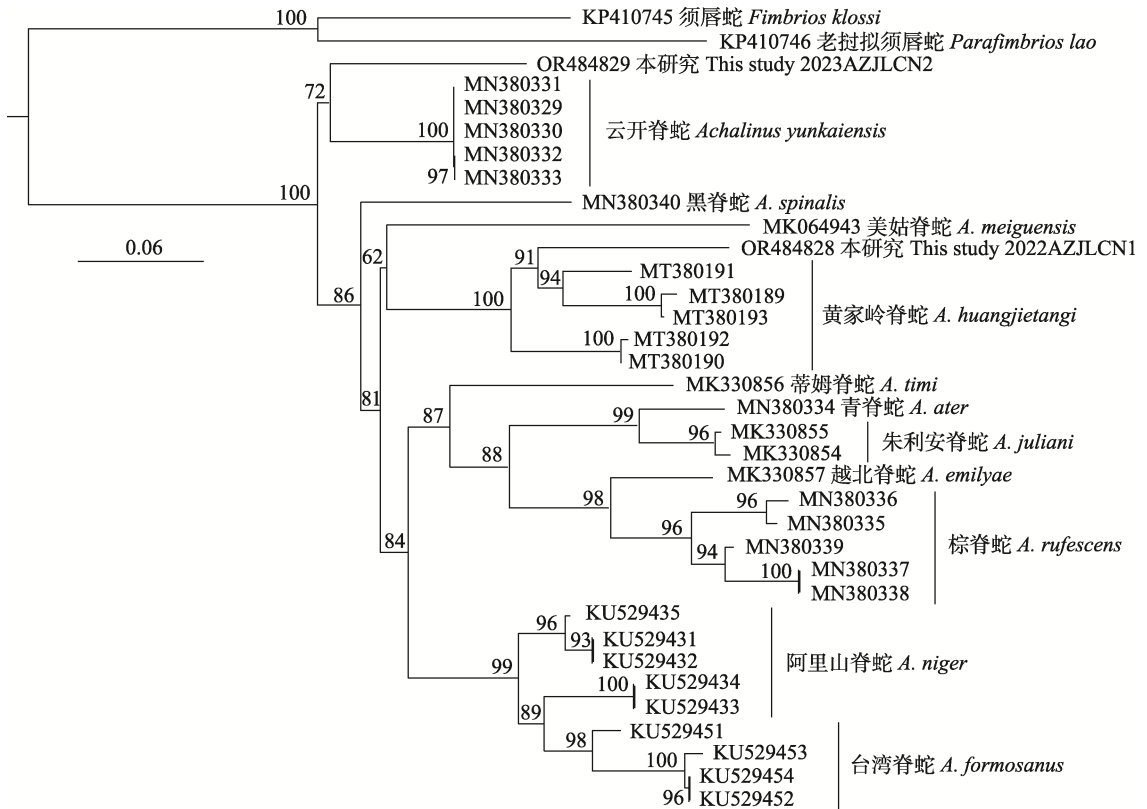 100
KP410745 须唇蛇 Fimbrios klossi
KP410746 老挝拟须唇蛇 Parafimbrios lao
OR484829 本研究 This study 2023AZJLCN2
72
MN380331
MN380329
100
MN380330
云开脊蛇 Achalinus yunkaiensis
MN380332
97
MN380333
100
MN380340 黑脊蛇 A. spinalis
MK064943 美姑脊蛇 A. meiguensis
0.06
62
91
OR484828 本研究 This study 2022AZJLCN1
94
MT380191
86
100
100
MT380189
MT380193
黄家岭脊蛇 A. huangjietangi
100
MT380192
MT380190
MK330856 蒂姆脊蛇 A. timi
81
87
99
MN380334 青脊蛇 A. ater
96
MK330855
MK330854
朱利安脊蛇 A. juliani
88
MK330857 越北脊蛇 A. emilyae
98
96
MN380336
MN380335
84
96
94
MN380339
棕脊蛇 A. rufescens
100
MN380337
MN380338
96
KU529435
93
KU529431
KU529432
99
阿里山脊蛇 A. niger
100
KU529434
KU529433
89
98
KU529451
100
KU529453
台湾脊蛇 A. formosanus
KU529454
96
KU529452